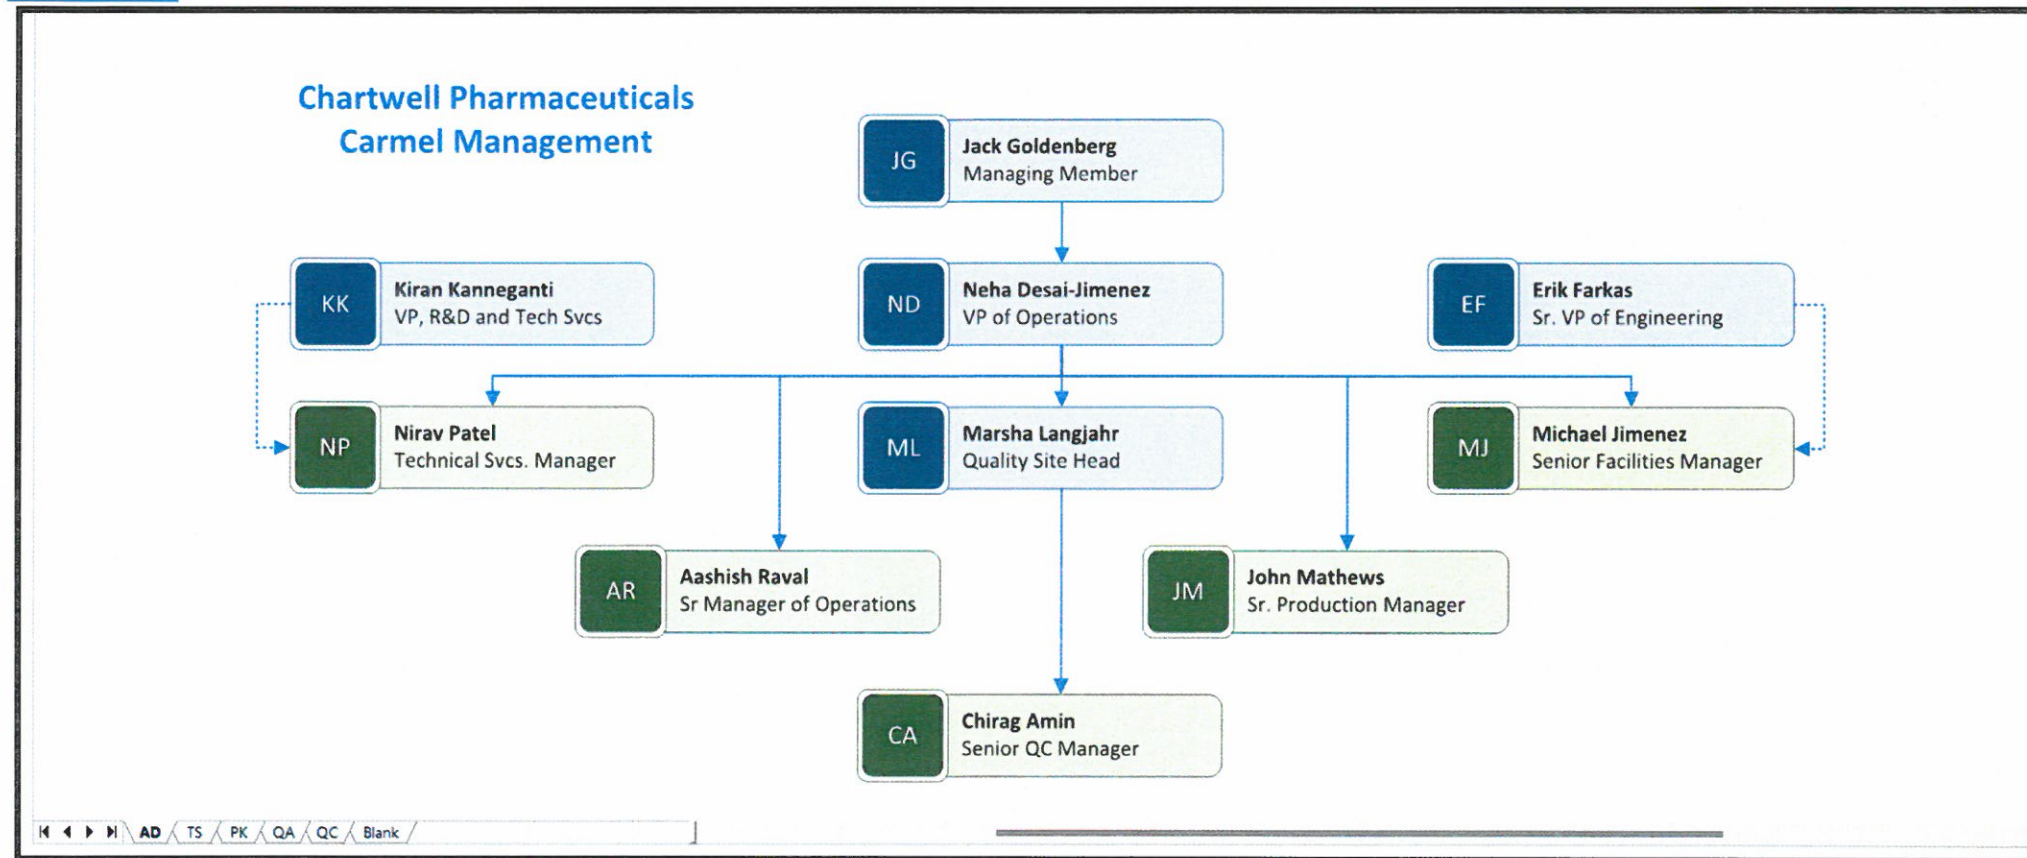 Chartwell Pharmaceuticals
Carmel Management
JG
Jack Goldenberg
Managing Member
KK
Kiran Kanneganti
VP, R&D and Tech Svcs
ND
Neha Desai-Jimenez
VP of Operations
EF
Erik Farkas
Sr. VP of Engineering
NP
Nirav Patel
Technical Svcs. Manager
ML
Marsha Langjahr
Quality Site Head
MJ
Michael Jimenez
Senior Facilities Manager
AR
Aashish Raval
Sr Manager of Operations
JM
John Mathews
Sr. Production Manager
CA
Chirag Amin
Senior QC Manager
AD TS PK QA QC Blank